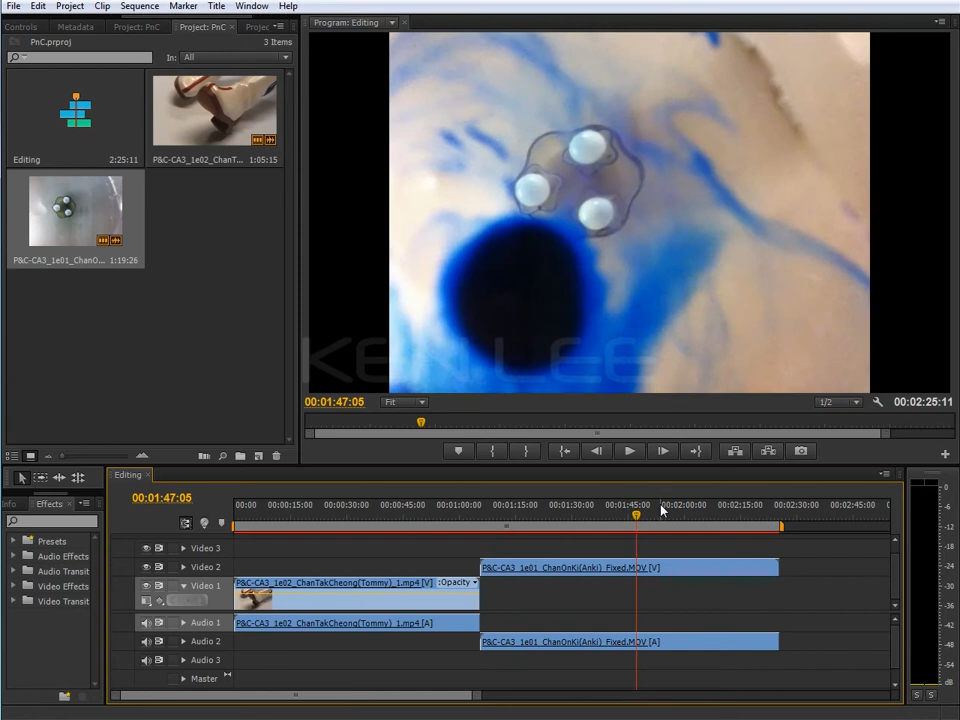 File Edit Project Clip Sequence Marker Title Window Help
Controls Metadata Project: PnC Project: PnC × Projec
PnC.prproj 3 Items
In: All
Editing 2:25:11 P&C-CA3_1e02_ChanT... 1:05:15
P&C-CA3_1e01_ChanO... 1:19:26
Program: Editing
KEN LEE
00:01:47:05 Fit 1/2 00:02:25:11
Editing ×
00:01:47:05
00:00 00:00:15:00 00:00:30:00 00:00:45:00 00:01:00:00 00:01:15:00 00:01:30:00 00:01:45:00 00:02:00:00 00:02:15:00 00:02:30:00 00:02:45:00
Info Effects ×
Presets
Audio Effects
Audio Transit
Video Effects
Video Transit
Video 3
Video 2 P&C-CA3_1e01_ChanOnKi(Anki)_Fixed.MOV [V]
Video 1 P&C-CA3_1e02_ChanTakCheong(Tommy)_1.mp4 [V] :Opacity
Audio 1 P&C-CA3_1e02_ChanTakCheong(Tommy)_1.mp4 [A]
Audio 2 P&C-CA3_1e01_ChanOnKi(Anki)_Fixed.MOV [A]
Audio 3
Master
0
-6
-12
-18
-24
-30
-36
-42
-48
-54
dB
S S